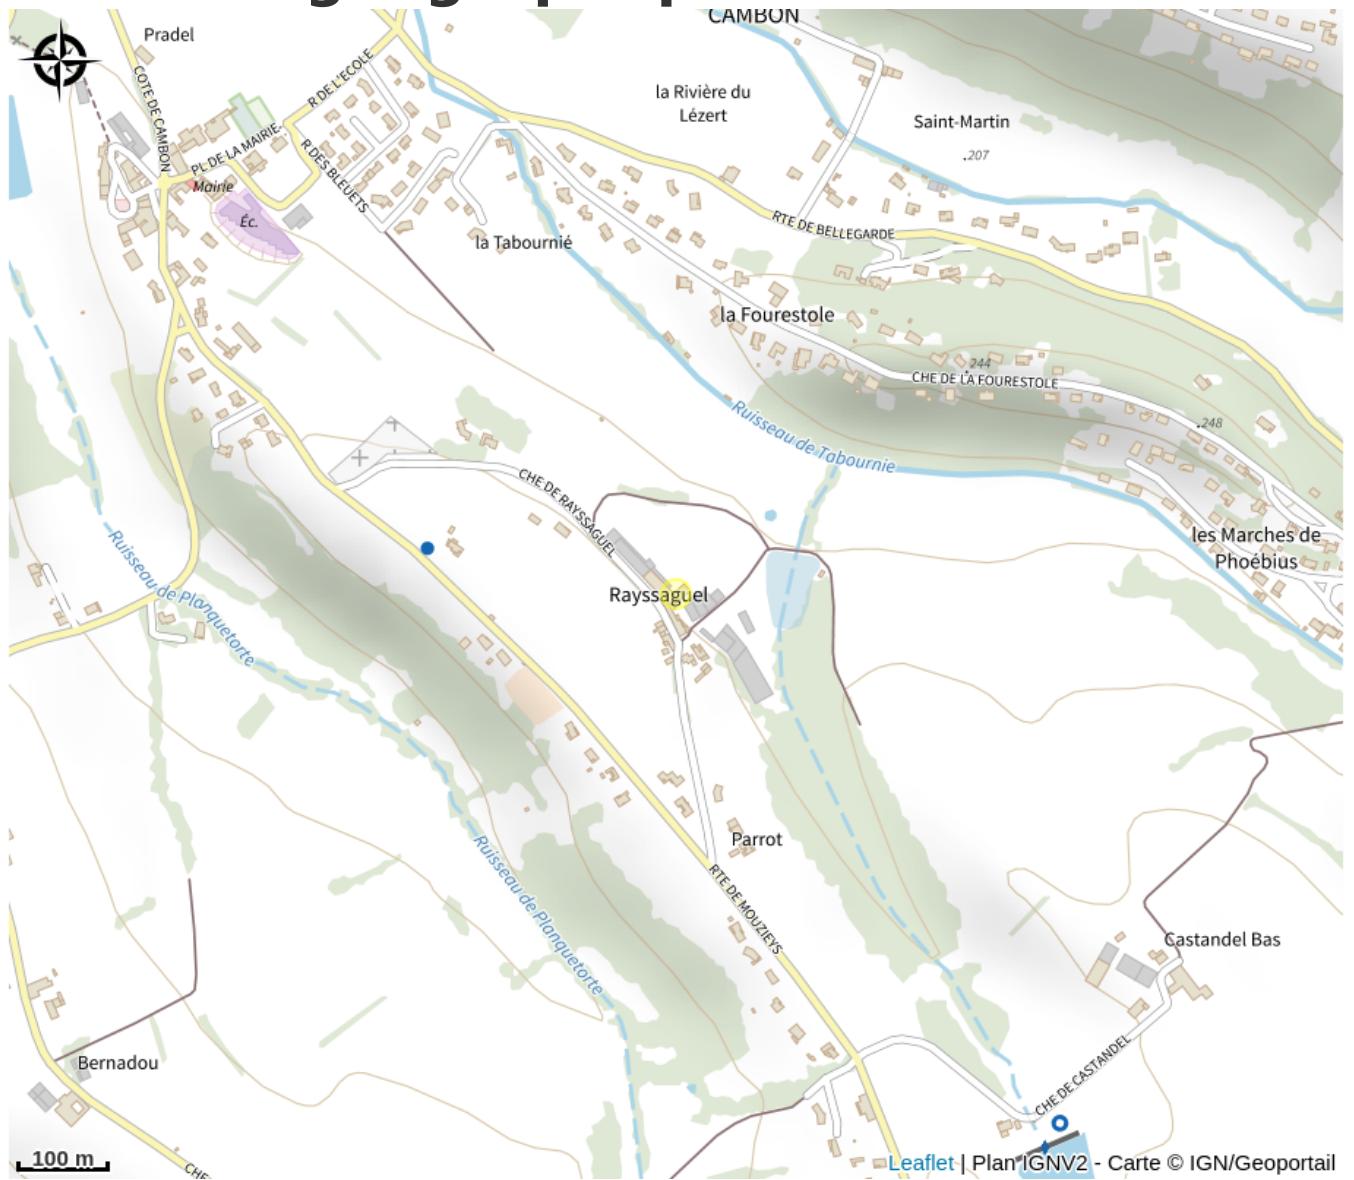 CAMBON
Pradel
COTE DE CAMBON
R DE L'ECOLE
la Rivière du
Lézert
Saint-Martin
207
PL DE LA MAIRIE
R DES BLEUETS
Mairie
Éc.
la Tabournié
RTE DE BELLEGARDE
la Fourestole
244
CHE DE LA FOURESTOLE
248
Ruisseau de Tabournie
CHE DE RAYSSAGUEL
les Marches de
Phoébius
Ruisseau de Planquetorte
Rayssaguel
Parrot
Ruisseau de Planquetorte
RTE DE MOUZIEYS
Castandel Bas
Bernadou
CHE DE CASTANDEL
100 m
CHE
Leaflet | Plan IGNV2 - Carte © IGN/Geoportail